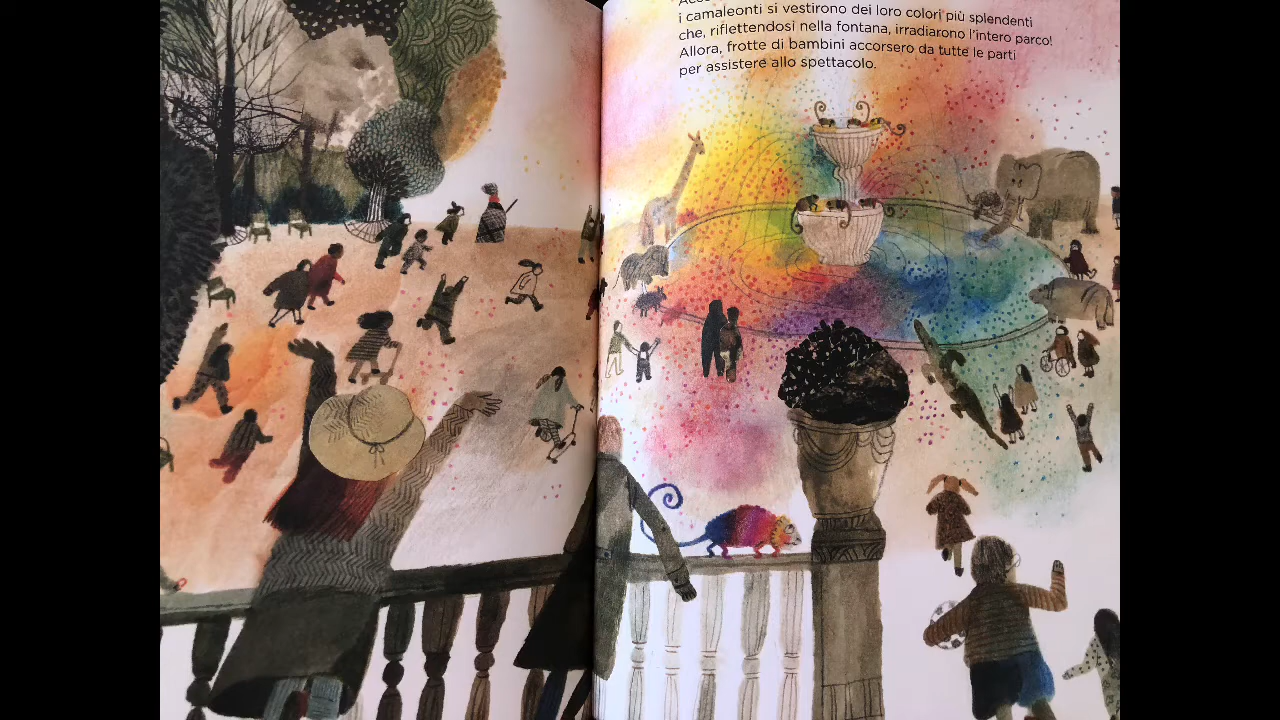 i camaleonti si vestirono dei loro colori più splendenti
che, riflettendosi nella fontana, irradiarono l'intero parco!
Allora, frotte di bambini accorsero da tutte le parti
per assistere allo spettacolo.